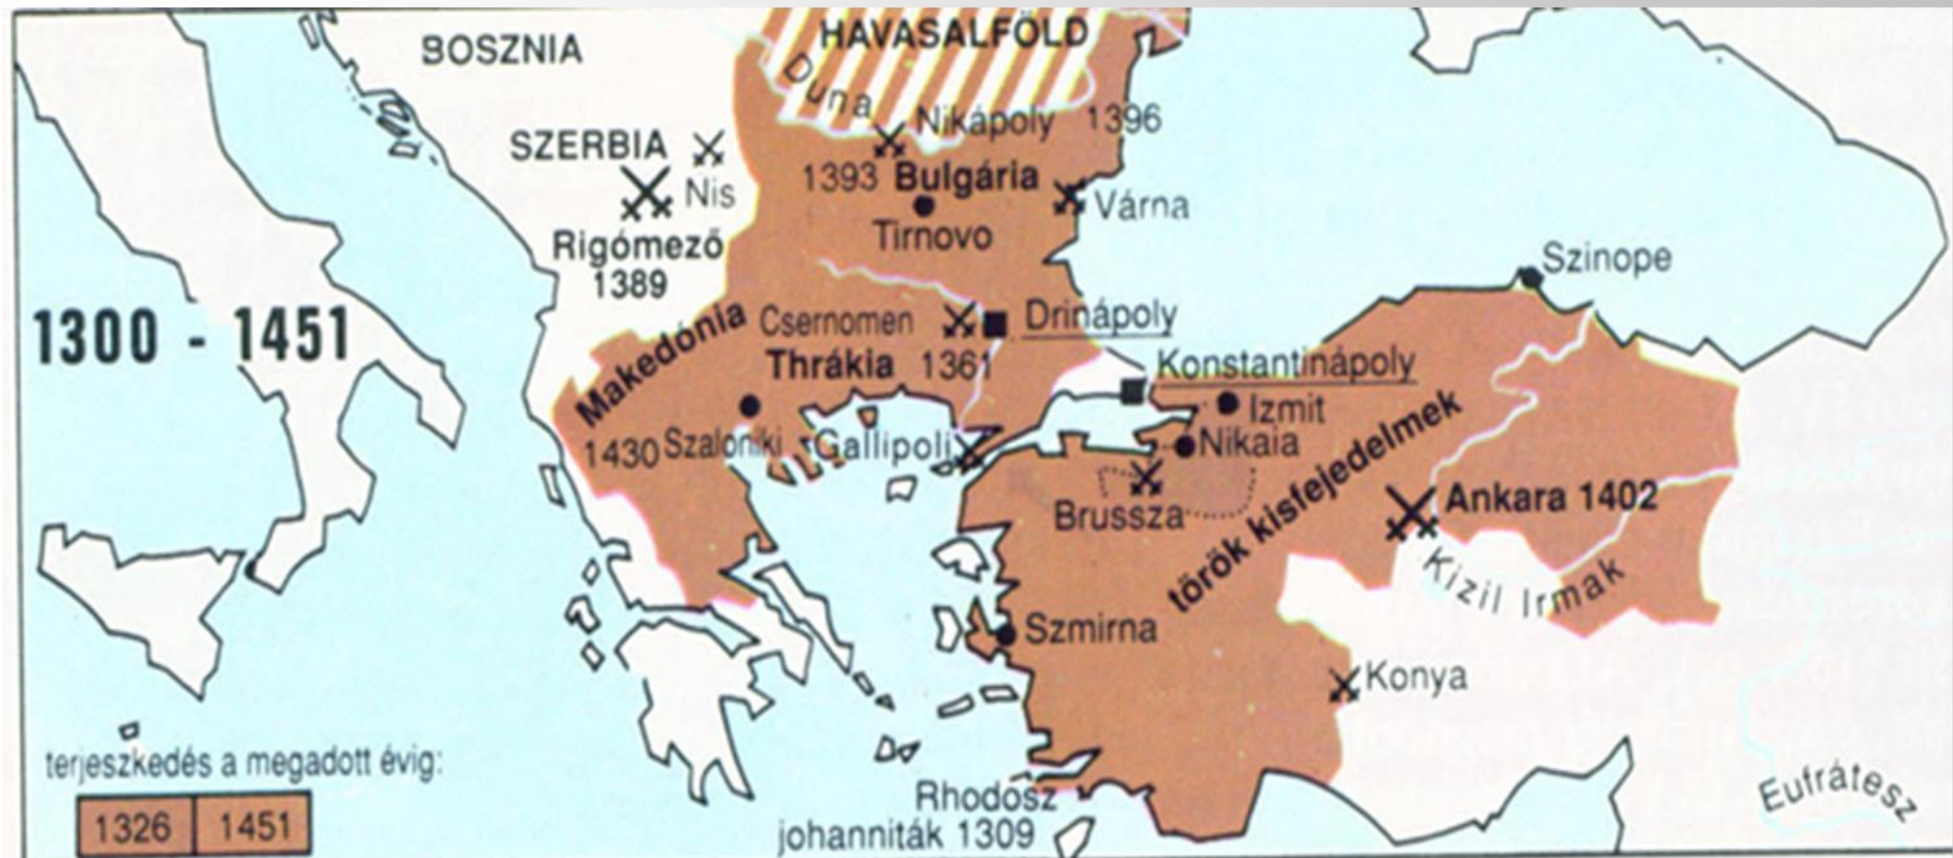 HAVASALFÖLD
BOSZNIA
Duna
Nikápoly 1396
SZERBIA
1393 Bulgária
Nis
Várna
Tirnovo
Rigómező
1389
Szinope
1300 - 1451
Makedónia
Csernomen
Drinápoly
Thrákia 1361
Konstantinápoly
Izmit
1430 Szaloniki
Gallipoli
Nikaia
török kisfejedelmek
Brussza
Ankara 1402
Kizil Irmak
Szmirna
Konya
terjeszkedés a megadott évig:
1326 1451
Rhodosz
johanniták 1309
Eufrátesz